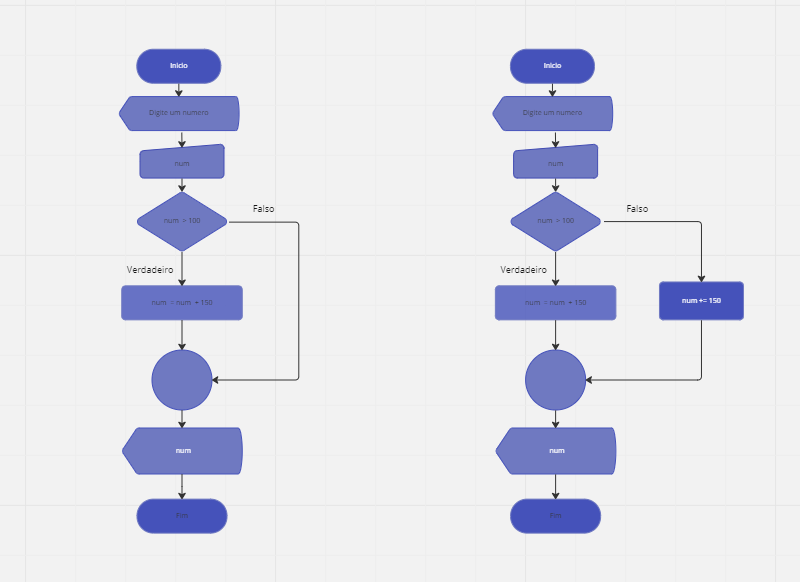 Inicio
Digite um numero
num
num > 100
Falso
Verdadeiro
num = num + 150
num
Fim
Inicio
Digite um numero
num
num > 100
Falso
Verdadeiro
num = num + 150
num += 150
num
Fim